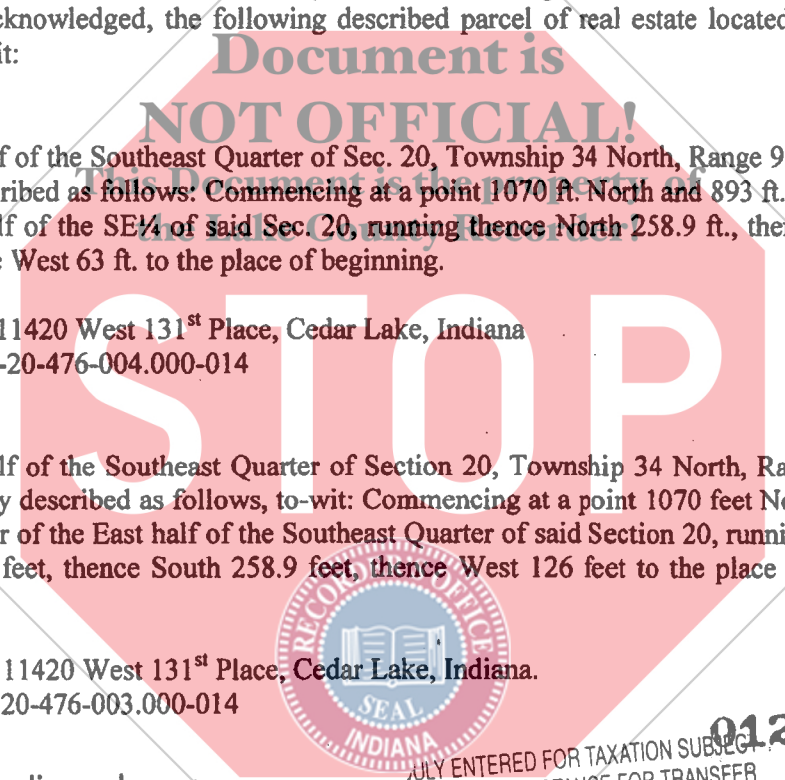 cknowledged, the following described parcel of real estate located
it:
Document is
NOT OFFICIAL!
This Document is the property of
the Lake County Recorder!
f of the Southeast Quarter of Sec. 20, Township 34 North, Range 9
ribed as follows: Commencing at a point 1070 ft. North and 893 ft.
lf of the SE¼ of said Sec. 20, running thence North 258.9 ft., the
West 63 ft. to the place of beginning.
11420 West 131st Place, Cedar Lake, Indiana
-20-476-004.000-014
STOP
lf of the Southeast Quarter of Section 20, Township 34 North, Ra
y described as follows, to-wit: Commencing at a point 1070 feet No
r of the East half of the Southeast Quarter of said Section 20, runni
feet, thence South 258.9 feet, thence West 126 feet to the place
RECORDER OFFICE
SEAL
INDIANA
11420 West 131st Place, Cedar Lake, Indiana.
20-476-003.000-014
012
ULY ENTERED FOR TAXATION SUBJECT
FOR TRANSFER